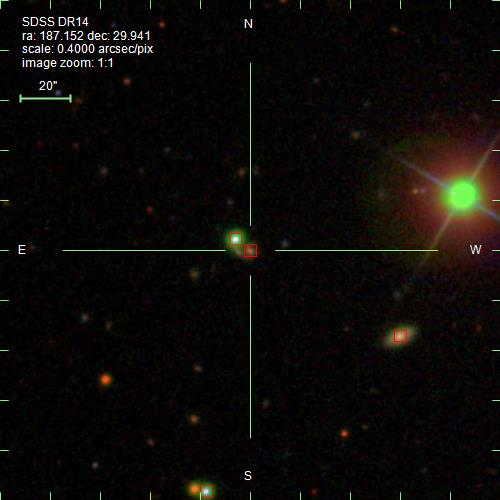 SDSS DR14
ra: 187.152 dec: 29.941
scale: 0.4000 arcsec/pix
image zoom: 1:1
20"
N
E
W
S